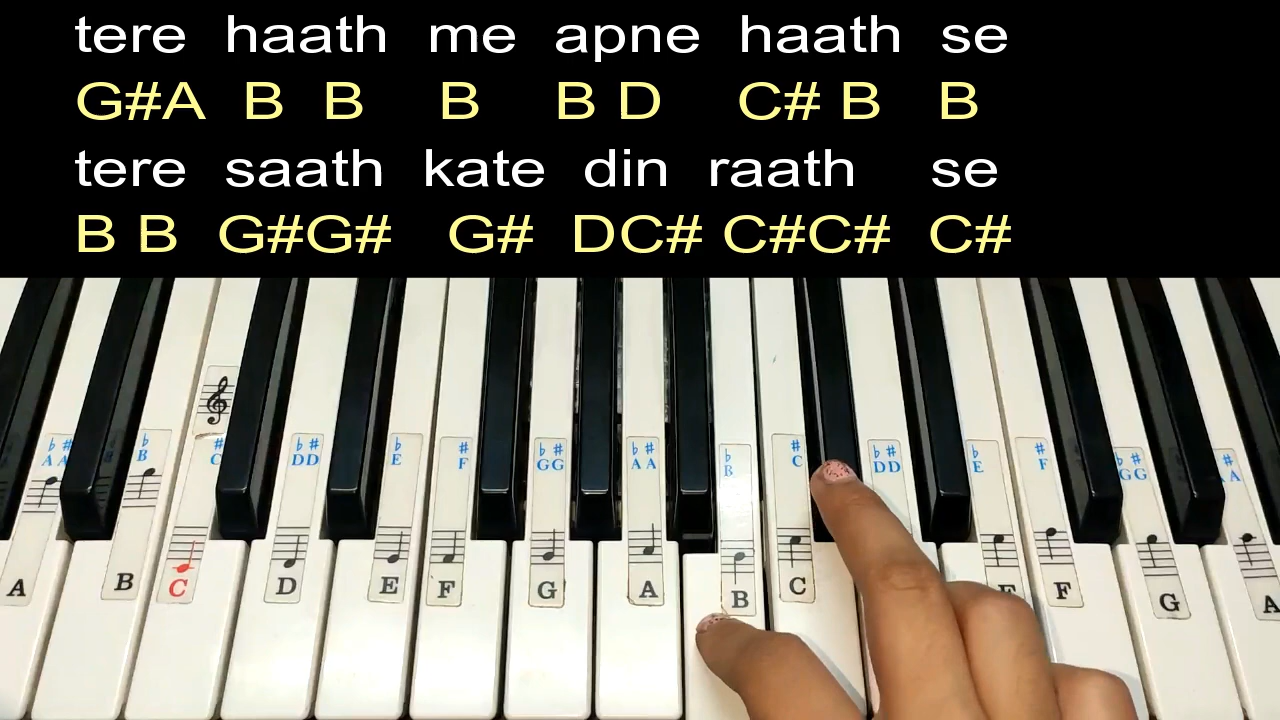 tere haath me apne haath se
G#A B B B B D C# B B
tere saath kate din raath se
B B G#G# G# DC# C#C# C#
♭ # ♭ # ♭ # ♭ # ♭ # ♭ # ♭ # ♭ # ♭ # ♭ #
A A B C D D E F G G A A B C D D E F G G A
A B C D E F G A B C E F G A